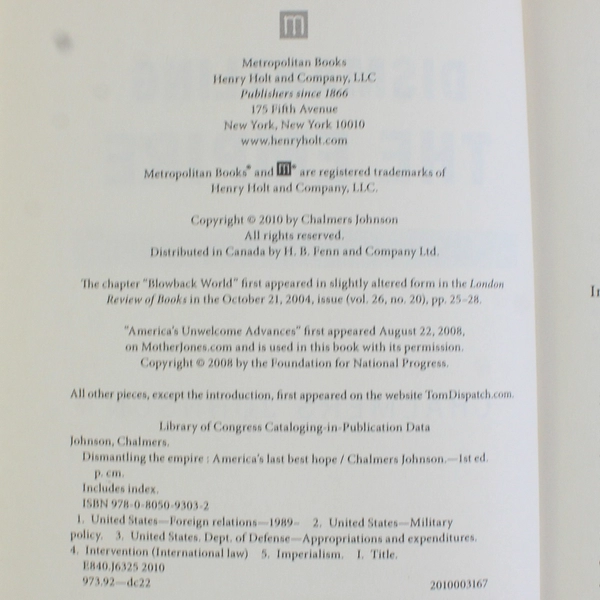 m
Metropolitan Books
Henry Holt and Company, LLC
Publishers since 1866
175 Fifth Avenue
New York, New York 10010
www.henryholt.com
Metropolitan Books® and m® are registered trademarks of
Henry Holt and Company, LLC.
Copyright © 2010 by Chalmers Johnson
All rights reserved.
Distributed in Canada by H. B. Fenn and Company Ltd.
The chapter "Blowback World" first appeared in slightly altered form in the London
Review of Books in the October 21, 2004, issue (vol. 26, no. 20), pp. 25–28.
"America's Unwelcome Advances" first appeared August 22, 2008,
on MotherJones.com and is used in this book with its permission.
Copyright © 2008 by the Foundation for National Progress.
All other pieces, except the introduction, first appeared on the website TomDispatch.com.
Library of Congress Cataloging-in-Publication Data
Johnson, Chalmers.
Dismantling the empire : America's last best hope / Chalmers Johnson.—1st ed.
p. cm.
Includes index.
ISBN 978-0-8050-9303-2
1. United States—Foreign relations—1989– 2. United States—Military
policy. 3. United States. Dept. of Defense—Appropriations and expenditures.
4. Intervention (International law) 5. Imperialism. I. Title.
E840.J6325 2010
973.92—dc22 2010003167